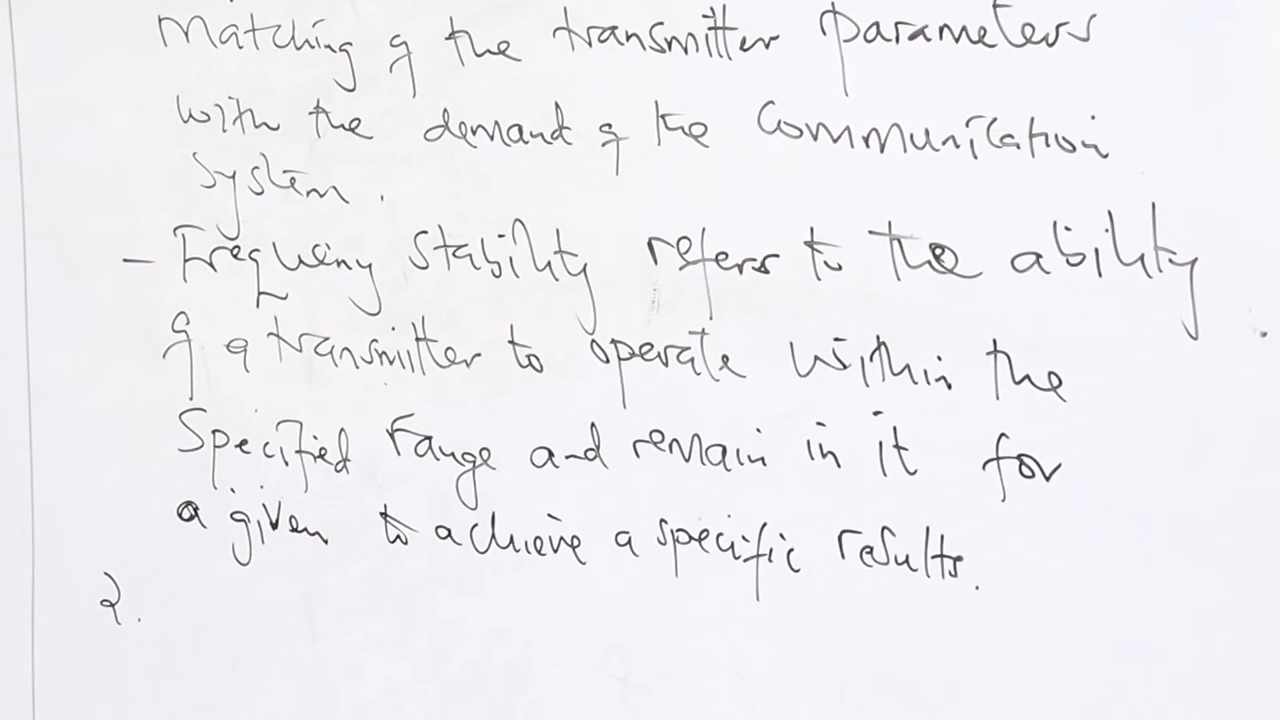 Matching of the transmitter parameters
with the demand of the Communication
System.
- Frequency stability refers to the ability
of a transmitter to operate within the
Specified range and remain in it for
a given to achieve a specific results.
2.